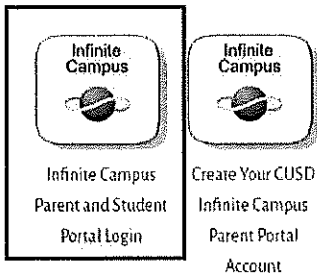 Infinite
Campus
Infinite Campus
Parent and Student
Portal Login
Infinite
Campus
Create Your CUSD
Infinite Campus
Parent Portal
Account